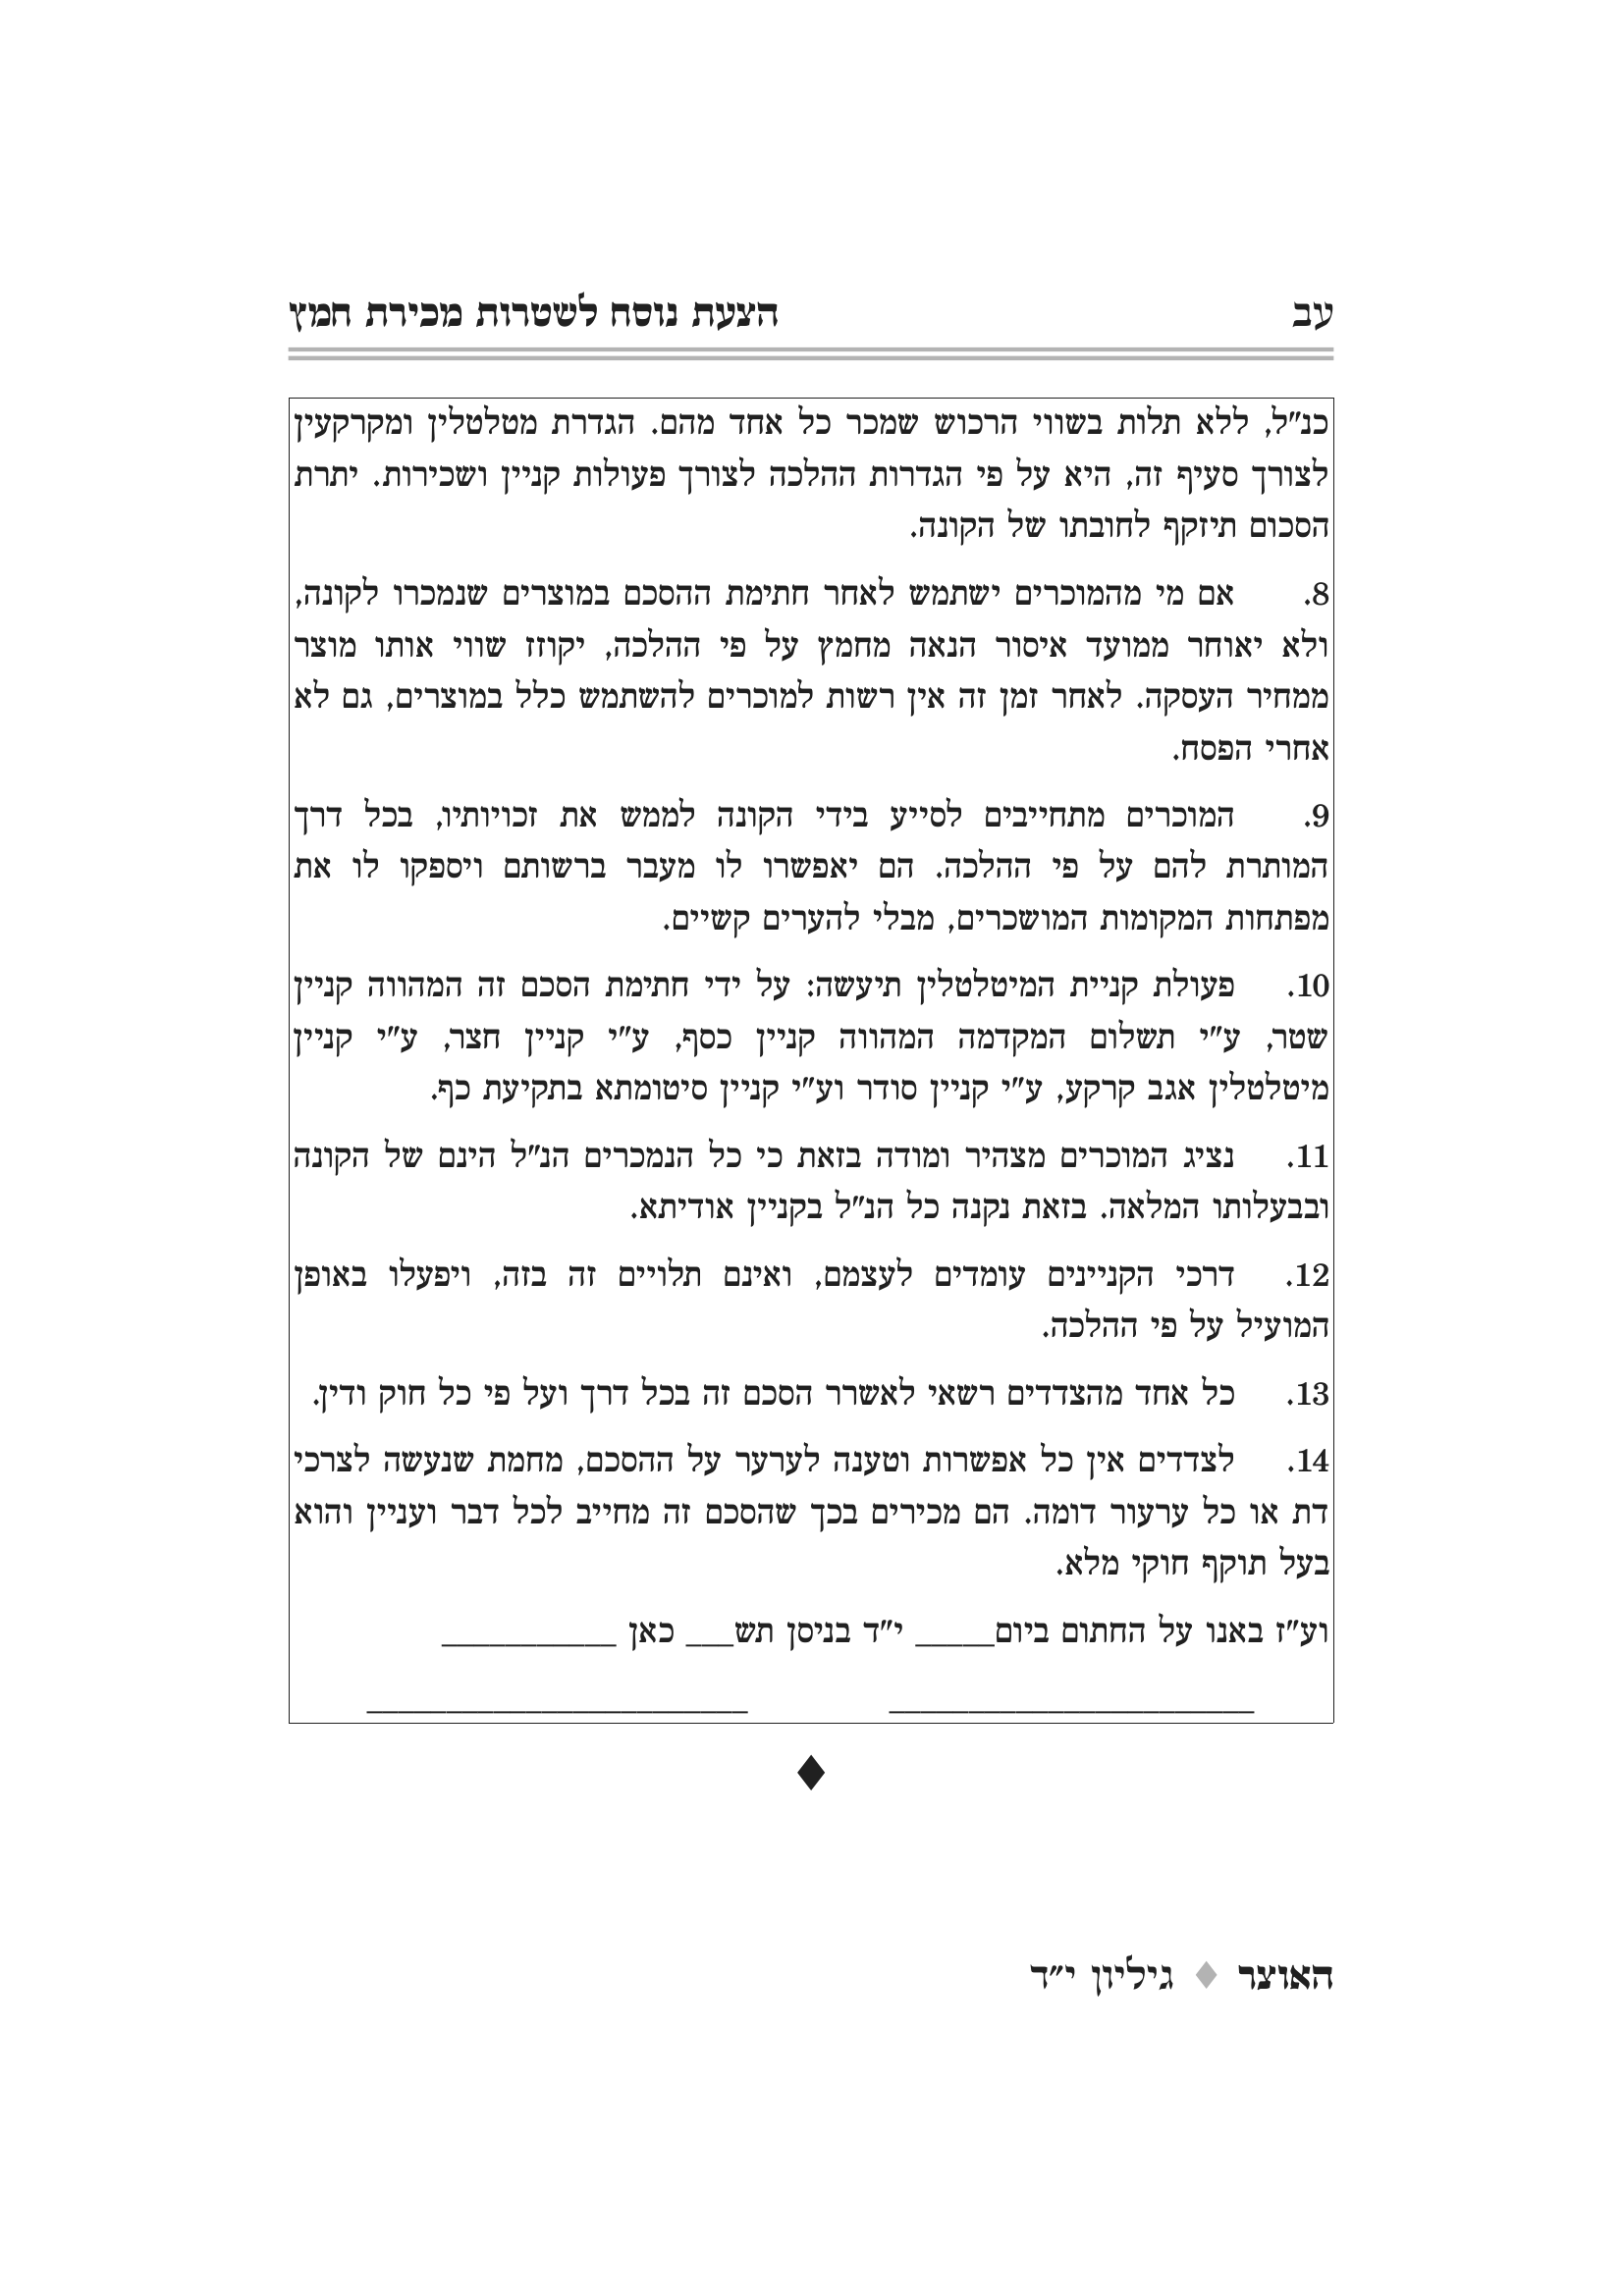 עב הצעת נוסח לשטרות מכירת חמץ
כנ"ל, ללא תלות בשווי הרכוש שמכר כל אחד מהם. הגדרת מטלטלין ומקרקעין
לצורך סעיף זה, היא על פי הגדרות ההלכה לצורך פעולות קניין ושכירות. יתרת
הסכום תיזקף לחובתו של הקונה.
8. אם מי מהמוכרים ישתמש לאחר חתימת ההסכם במוצרים שנמכרו לקונה,
ולא יאוחר ממועד איסור הנאה מחמץ על פי ההלכה, יקוזז שווי אותו מוצר
ממחיר העסקה. לאחר זמן זה אין רשות למוכרים להשתמש כלל במוצרים, גם לא
אחרי הפסח.
9. המוכרים מתחייבים לסייע בידי הקונה לממש את זכויותיו, בכל דרך
המותרת להם על פי ההלכה. הם יאפשרו לו מעבר ברשותם ויספקו לו את
מפתחות המקומות המושכרים, מבלי להערים קשיים.
10. פעולת קניית המיטלטלין תיעשה: על ידי חתימת הסכם זה המהווה קניין
שטר, ע"י תשלום המקדמה המהווה קניין כסף, ע"י קניין חצר, ע"י קניין
מיטלטלין אגב קרקע, ע"י קניין סודר וע"י קניין סיטומתא בתקיעת כף.
11. נציג המוכרים מצהיר ומודה בזאת כי כל הנמכרים הנ"ל הינם של הקונה
ובבעלותו המלאה. בזאת נקנה כל הנ"ל בקניין אודיתא.
12. דרכי הקניינים עומדים לעצמם, ואינם תלויים זה בזה, ויפעלו באופן
המועיל על פי ההלכה.
13. כל אחד מהצדדים רשאי לאשרר הסכם זה בכל דרך ועל פי כל חוק ודין.
14. לצדדים אין כל אפשרות וטענה לערער על ההסכם, מחמת שנעשה לצרכי
דת או כל ערעור דומה. הם מכירים בכך שהסכם זה מחייב לכל דבר ועניין והוא
בעל תוקף חוקי מלא.
וע"ז באנו על החתום ביום_____ י"ד בניסן תש___ כאן ___________
_______________________ ________________________
האוצר ♦ גיליון י"ד